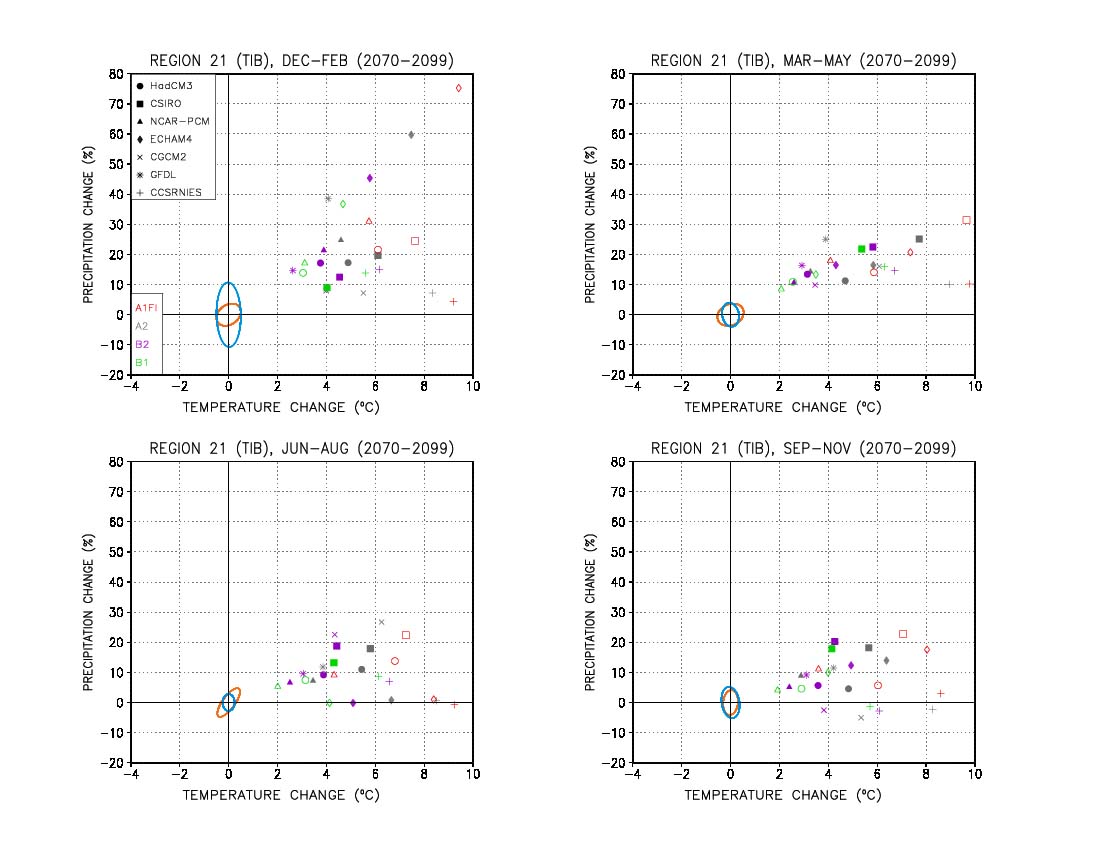 REGION 21 (TIB), DEC-FEB (2070-2099)
80
70
60
50
40
30
20
10
0
-10
-20
PRECIPITATION CHANGE (%)
HadCM3
CSIRO
NCAR-PCM
ECHAM4
CGCM2
GFDL
CCSRNIES
A1FI
A2
B2
B1
-4 -2 0 2 4 6 8 10
TEMPERATURE CHANGE (ºC)
REGION 21 (TIB), MAR-MAY (2070-2099)
80
70
60
50
40
30
20
10
0
-10
-20
PRECIPITATION CHANGE (%)
-4 -2 0 2 4 6 8 10
TEMPERATURE CHANGE (ºC)
REGION 21 (TIB), JUN-AUG (2070-2099)
80
70
60
50
40
30
20
10
0
-10
-20
PRECIPITATION CHANGE (%)
-4 -2 0 2 4 6 8 10
TEMPERATURE CHANGE (ºC)
REGION 21 (TIB), SEP-NOV (2070-2099)
80
70
60
50
40
30
20
10
0
-10
-20
PRECIPITATION CHANGE (%)
-4 -2 0 2 4 6 8 10
TEMPERATURE CHANGE (ºC)